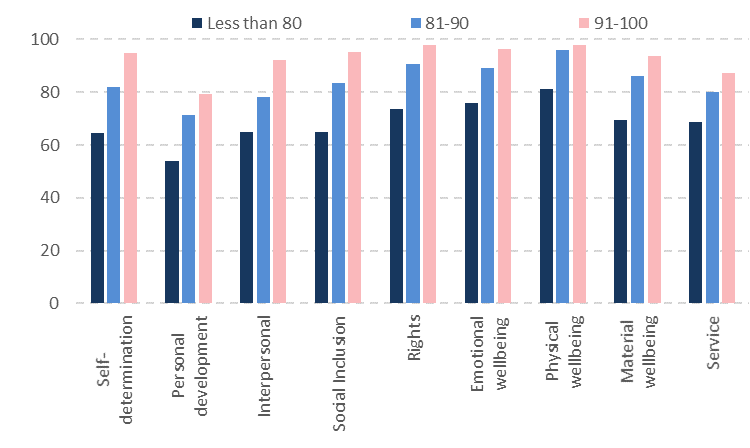 Less than 80 81-90 91-100
100
80
60
40
20
0
Self-
determination
Personal
development
Interpersonal
Social Inclusion
Rights
Emotional
wellbeing
Physical
wellbeing
Material
wellbeing
Service